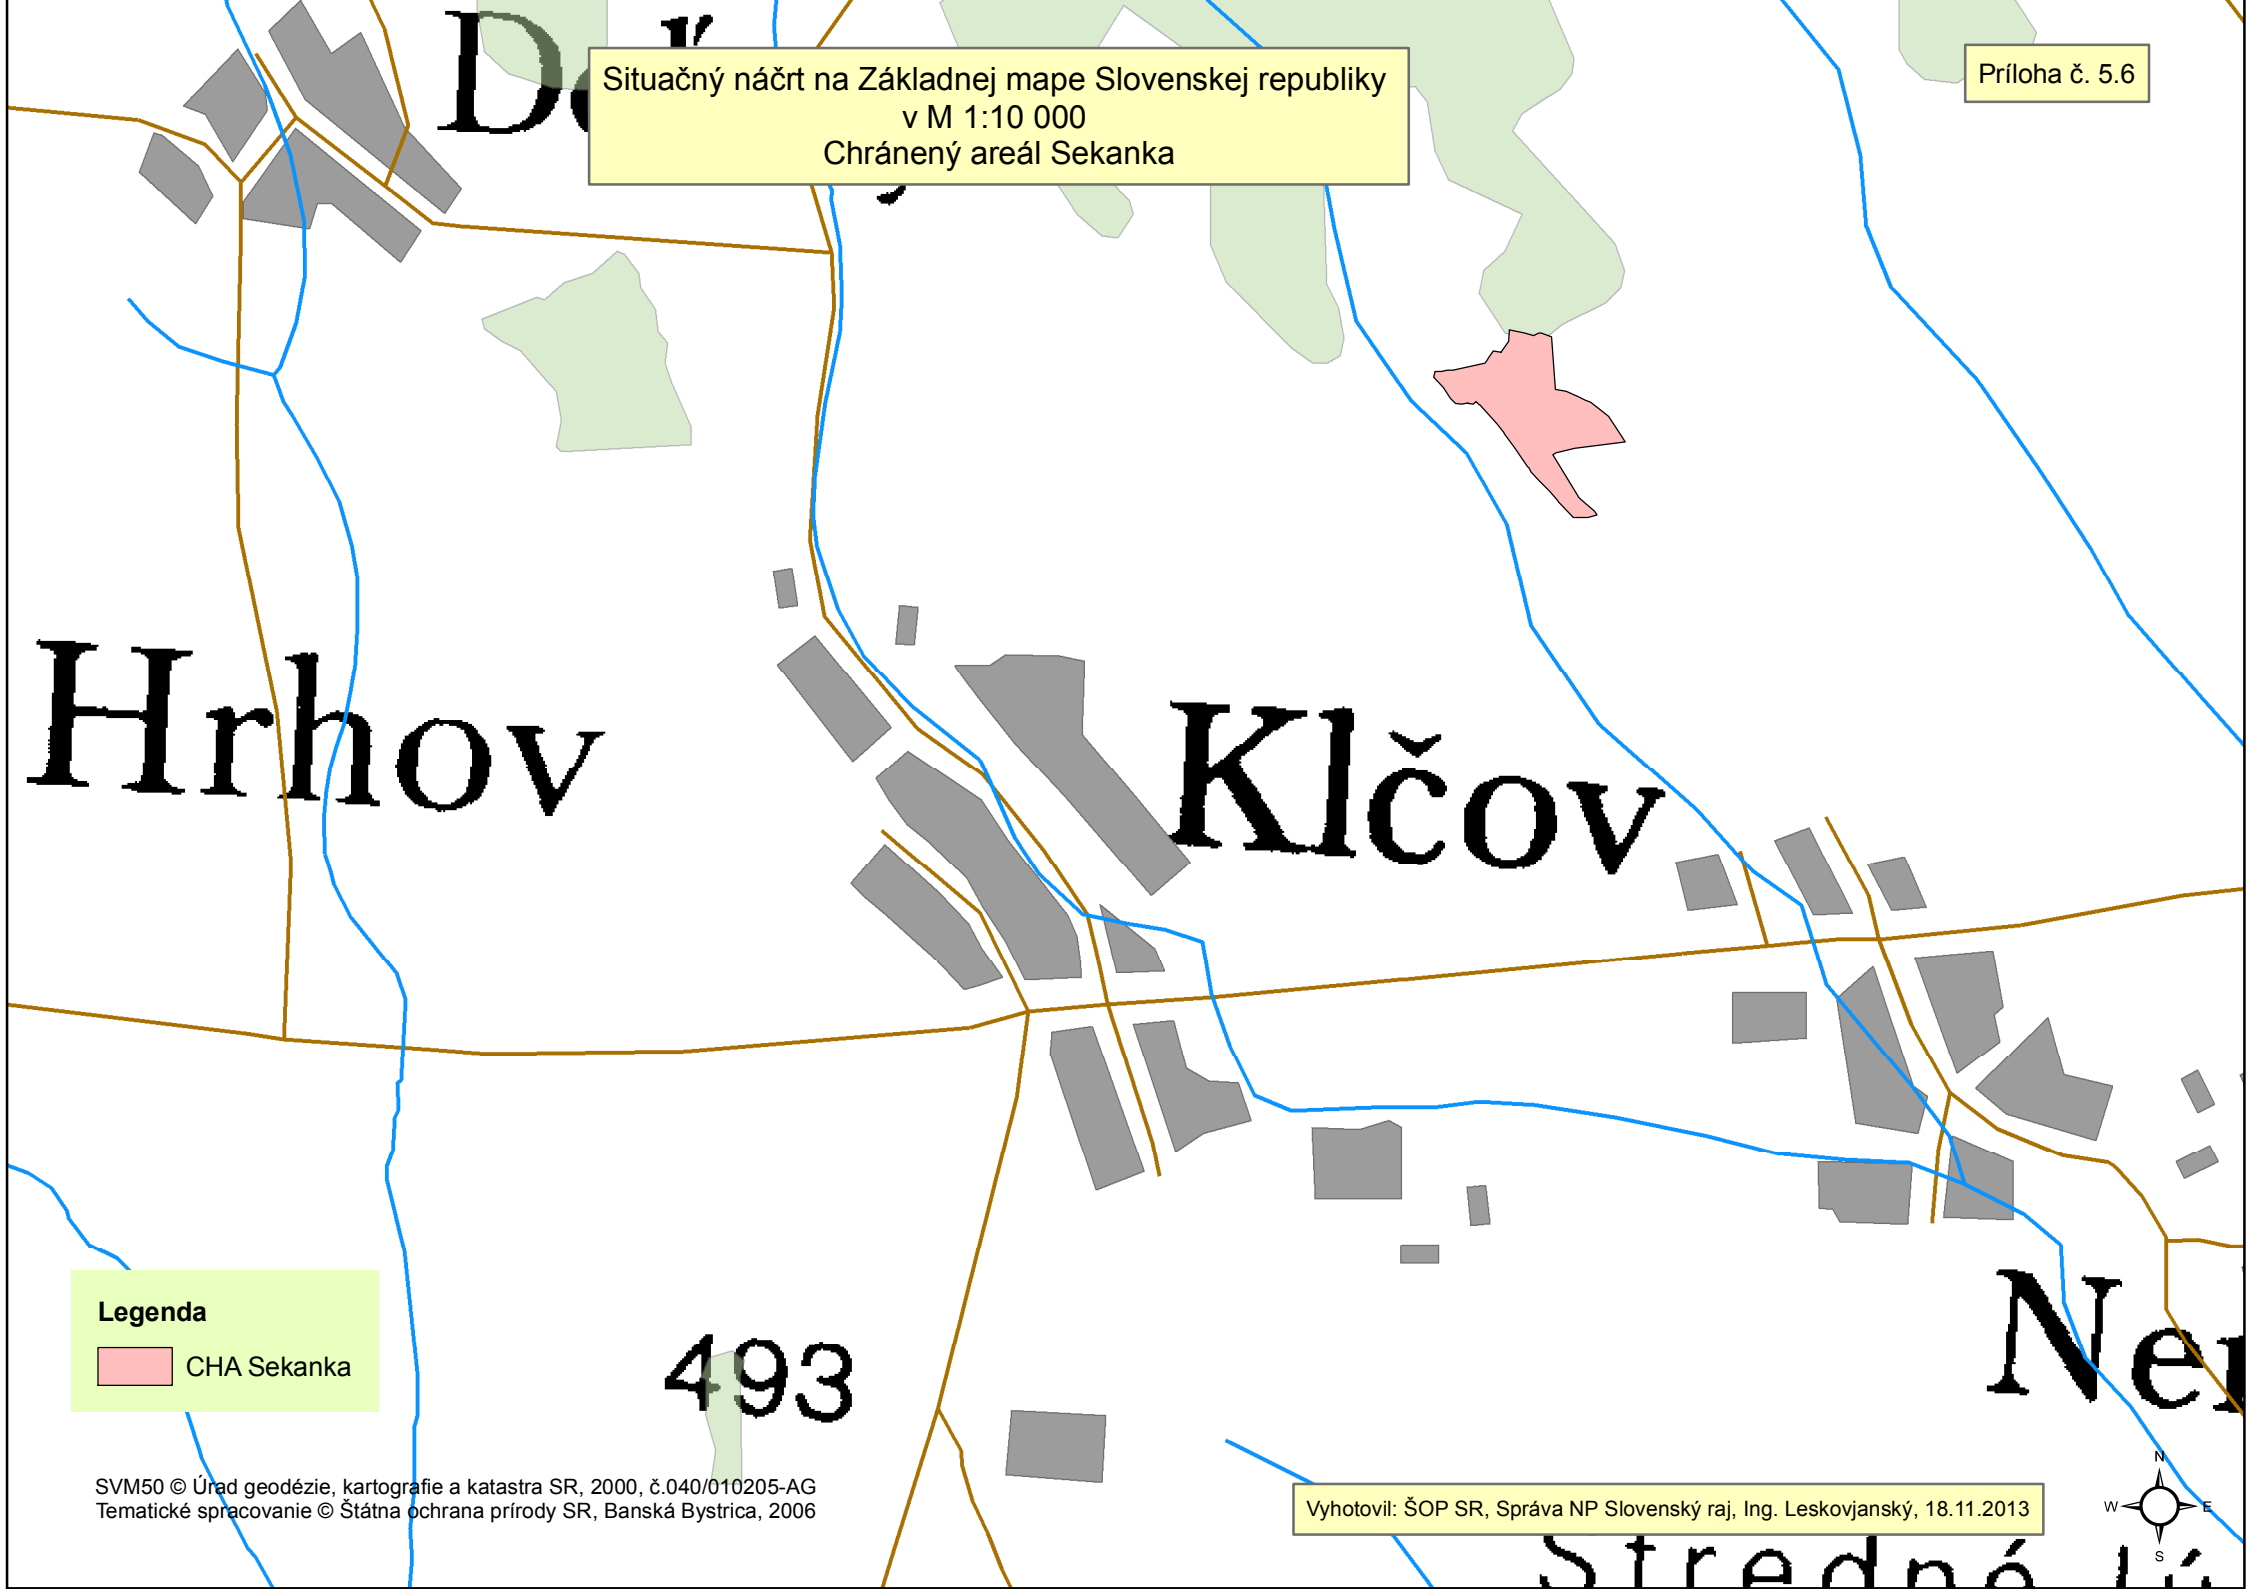 Situačný náčrt na Základnej mape Slovenskej republiky
v M 1:10 000
Chránený areál Sekanka
Príloha č. 5.6
Hrhov
Klčov
493
Legenda
CHA Sekanka
SVM50 © Úrad geodézie, kartografie a katastra SR, 2000, č.040/010205-AG
Tematické spracovanie © Štátna ochrana prírody SR, Banská Bystrica, 2006
Vyhotovil: ŠOP SR, Správa NP Slovenský raj, Ing. Leskovjanský, 18.11.2013
N
W E
S
Stredné